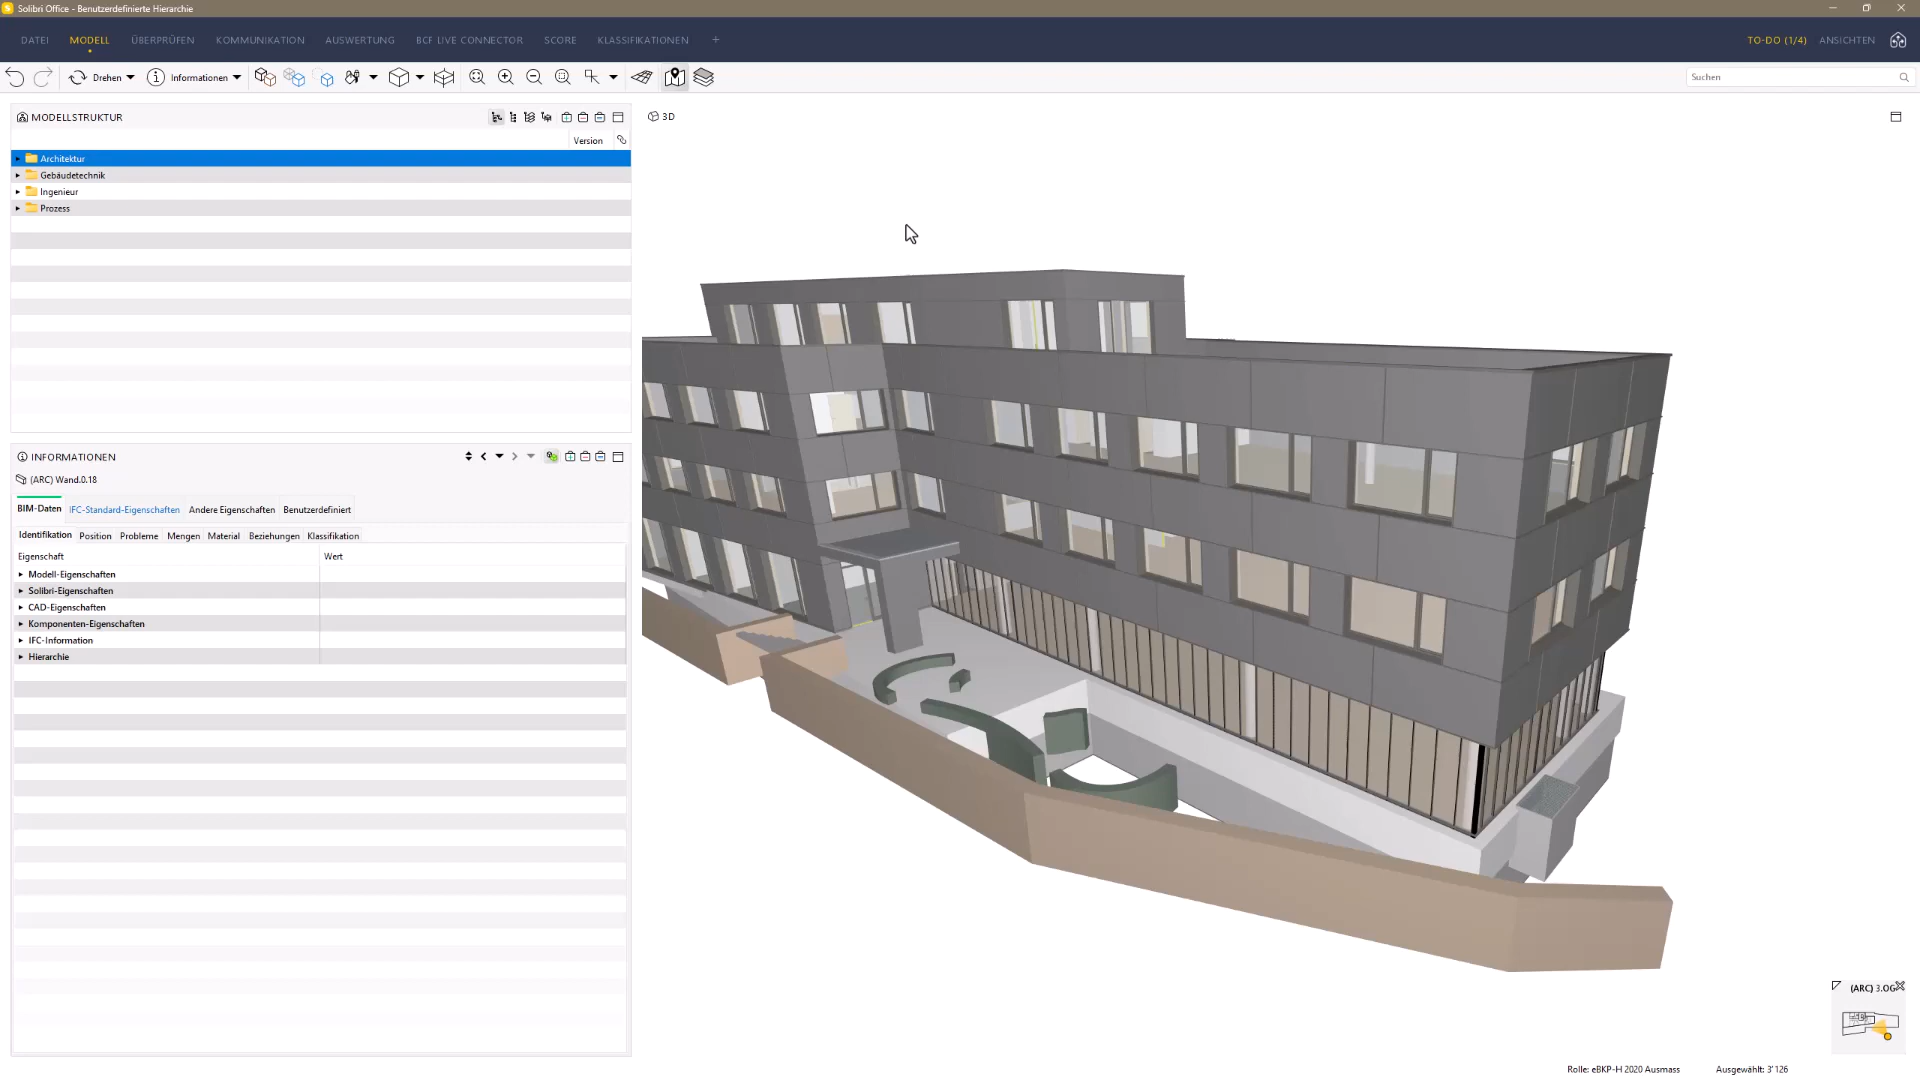 Solibri Office - Benutzerdefinierte Hierarchie
DATEI MODELL ÜBERPRÜFEN KOMMUNIKATION AUSWERTUNG BCF LIVE CONNECTOR SCORE KLASSIFIKATIONEN + TO-DO (1/4) ANSICHTEN
Drehen Informationen Suchen
MODELLSTRUKTUR
3D
Version
Architektur
Gebäudetechnik
Ingenieur
Prozess
INFORMATIONEN
(ARC) Wand.0.18
BIM-Daten IFC-Standard-Eigenschaften Andere Eigenschaften Benutzerdefiniert
Identifikation Position Probleme Mengen Material Beziehungen Klassifikation
Eigenschaft Wert
Modell-Eigenschaften
Solibri-Eigenschaften
CAD-Eigenschaften
Komponenten-Eigenschaften
IFC-Information
Hierarchie
(ARC) 3.OG
Rolle: eBKP-H 2020 Ausmass Ausgewählt: 3'126